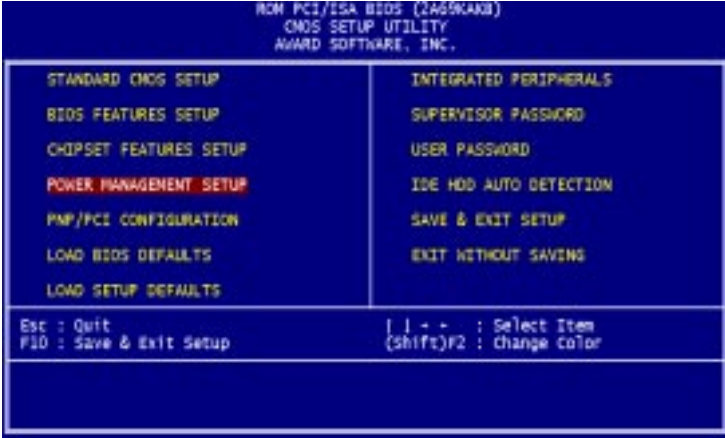 ROM PCI/ISA BIOS (2A69KAKB)
CMOS SETUP UTILITY
AWARD SOFTWARE, INC.
STANDARD CMOS SETUP
BIOS FEATURES SETUP
CHIPSET FEATURES SETUP
POWER MANAGEMENT SETUP
PNP/PCI CONFIGURATION
LOAD BIOS DEFAULTS
LOAD SETUP DEFAULTS
INTEGRATED PERIPHERALS
SUPERVISOR PASSWORD
USER PASSWORD
IDE HDD AUTO DETECTION
SAVE & EXIT SETUP
EXIT WITHOUT SAVING
Esc : Quit
F10 : Save & Exit Setup
: Select Item
(Shift)F2 : Change Color